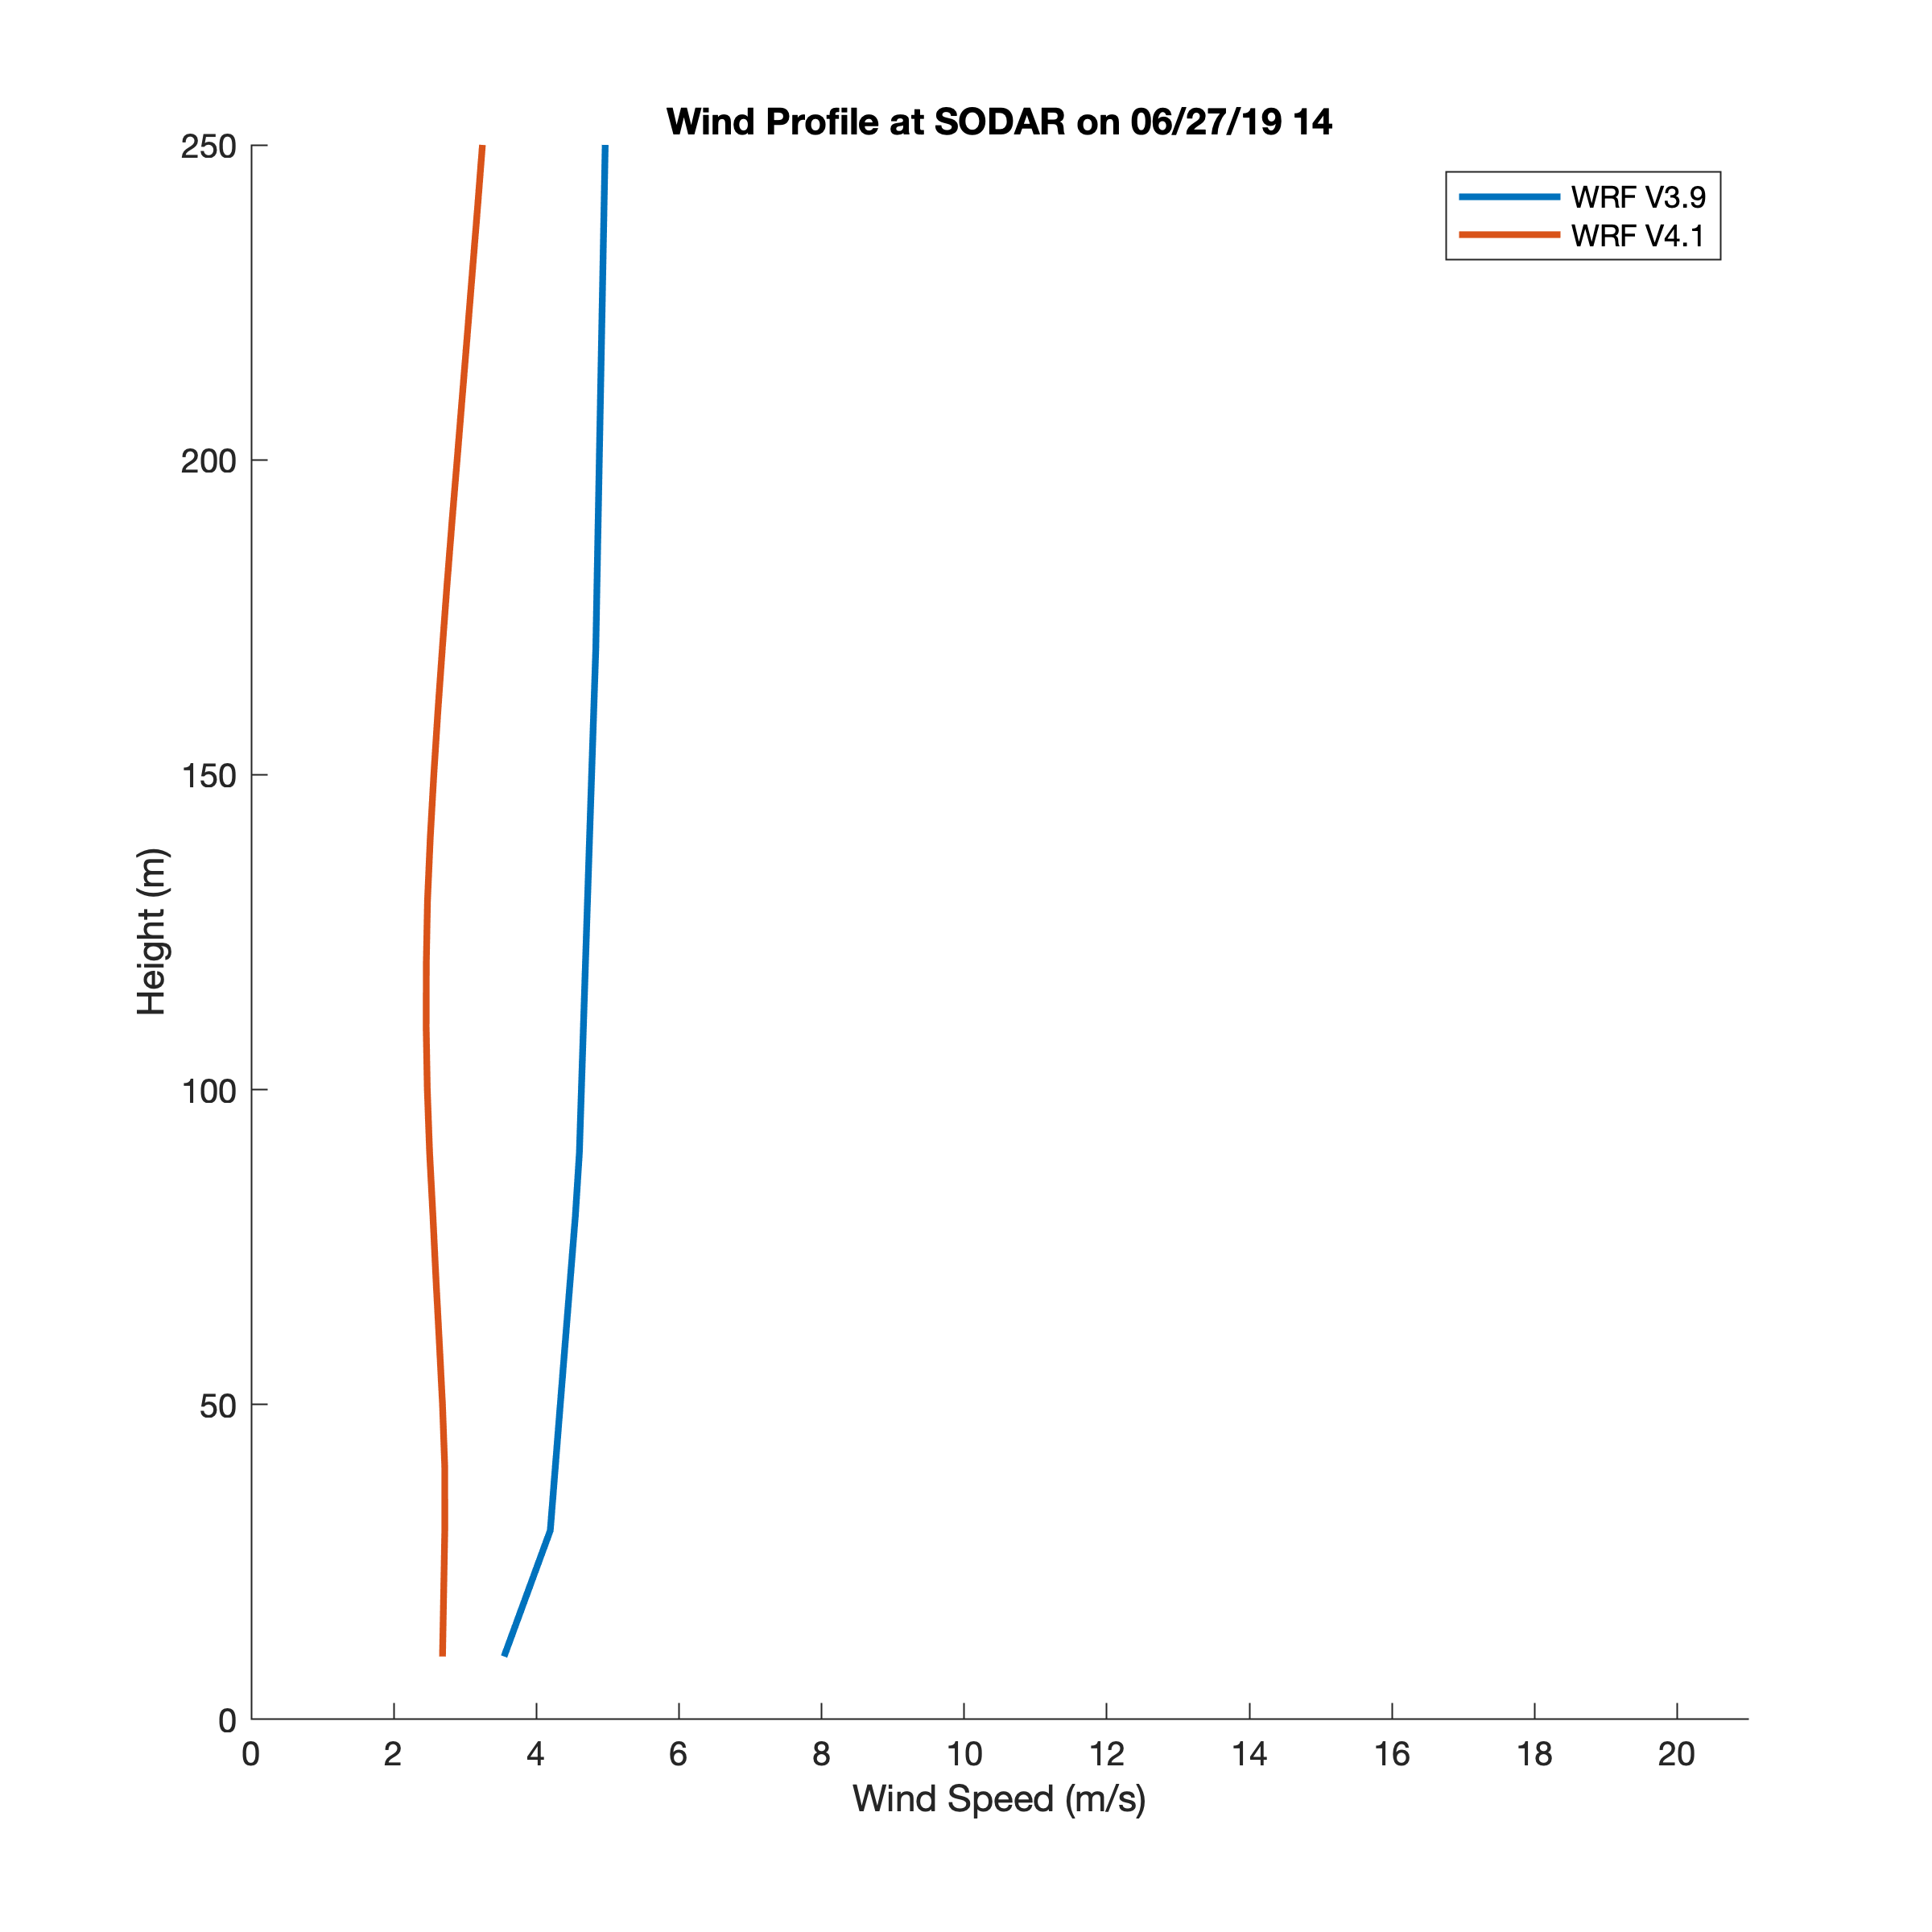 Wind Profile at SODAR on 06/27/19 14
WRF V3.9
WRF V4.1
250
200
150
100
50
0
Height (m)
0 2 4 6 8 10 12 14 16 18 20
Wind Speed (m/s)